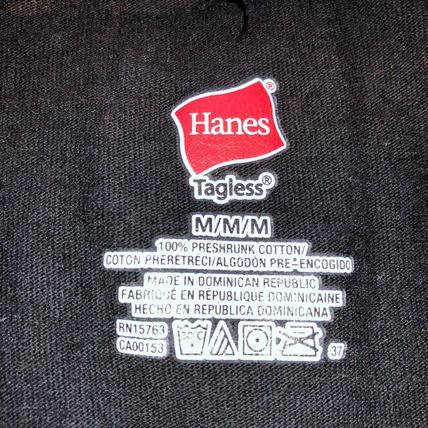 Hanes®
Tagless®
M/M/M
100% PRESHRUNK COTTON/
COTON PRÉRÉTRÉCI/ALGODÓN PRE-ENCOGIDO
MADE IN DOMINICAN REPUBLIC
FABRIQUÉ EN RÉPUBLIQUE DOMINICAINE
HECHO EN REPUBLICA DOMINICANA
RN15763
CA00153
37